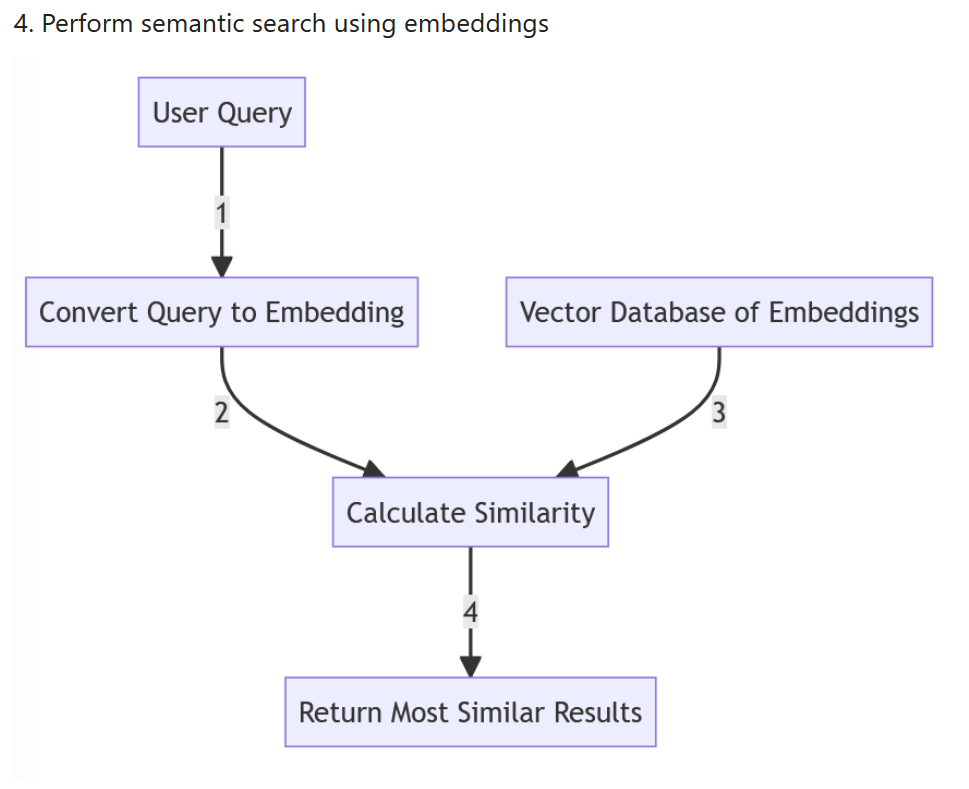 4. Perform semantic search using embeddings
User Query
1
Convert Query to Embedding
Vector Database of Embeddings
2
3
Calculate Similarity
4
Return Most Similar Results